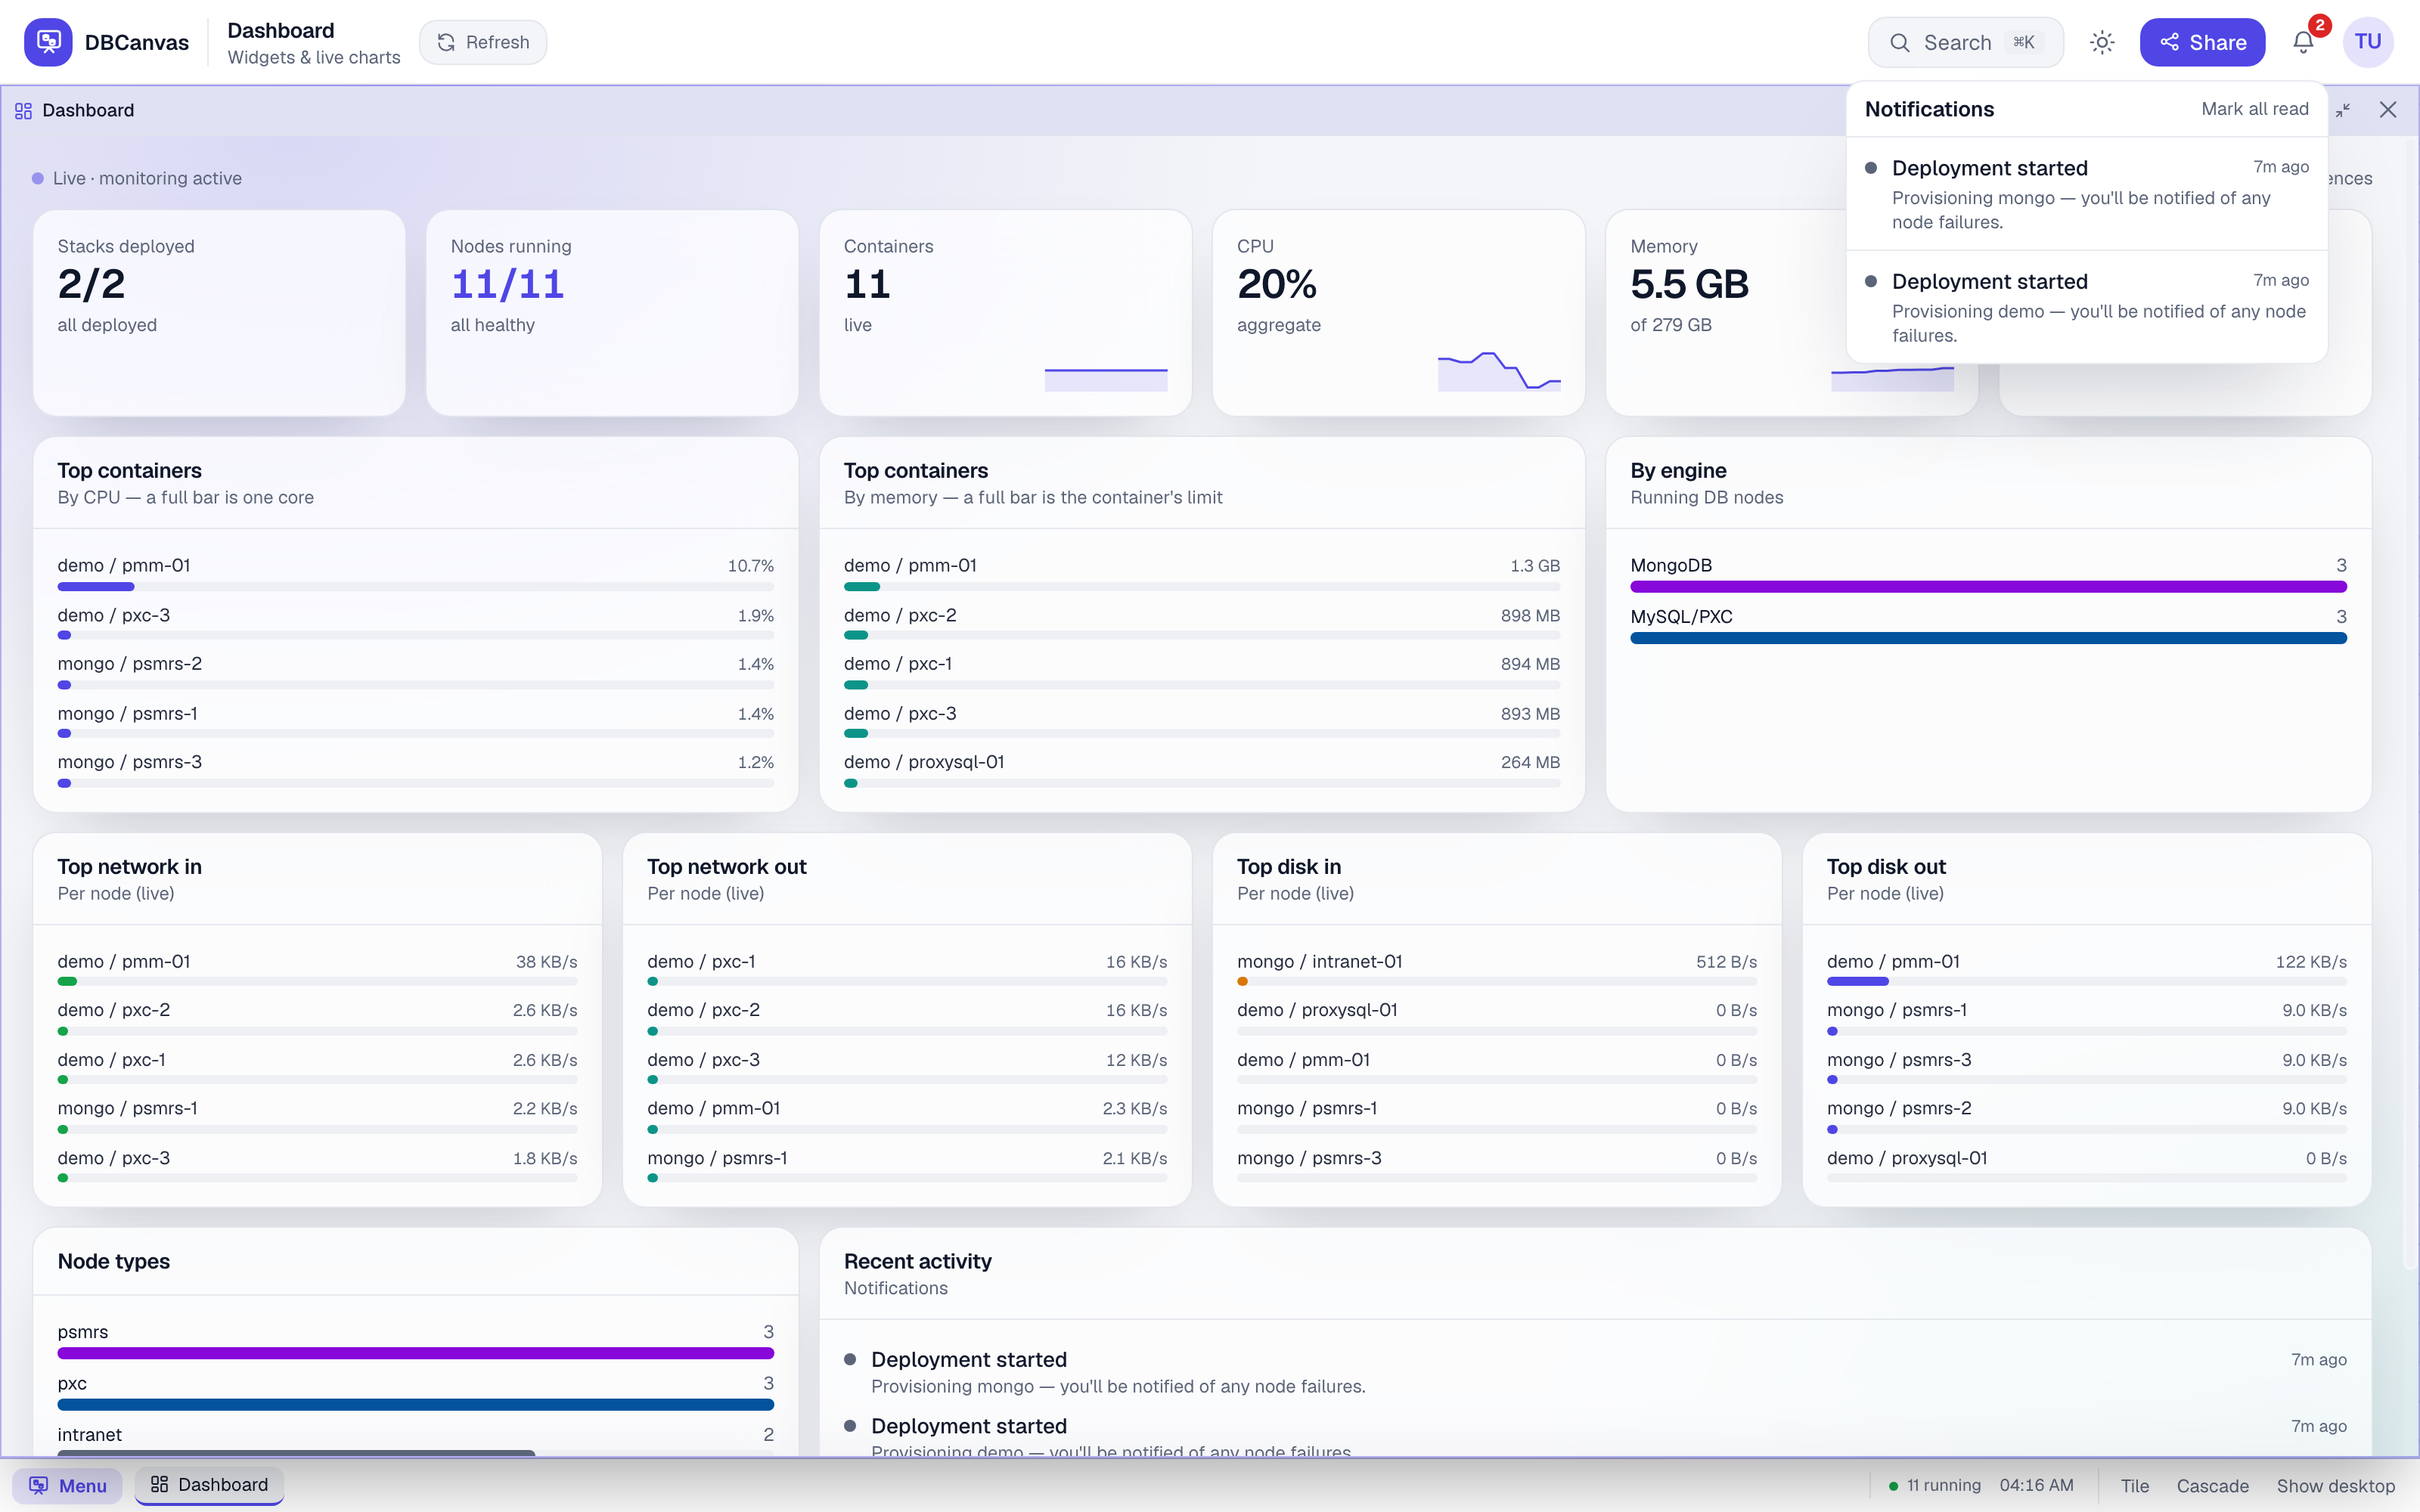 DBCanvas
Dashboard
Widgets & live charts
Refresh
Search ⌘K
Share
2
TU
Dashboard
Notifications
Mark all read
Deployment started
7m ago
Provisioning mongo — you'll be notified of any
node failures.
Deployment started
7m ago
Provisioning demo — you'll be notified of any node
failures.
Live · monitoring active
Stacks deployed
2/2
all deployed
Nodes running
11/11
all healthy
Containers
11
live
CPU
20%
aggregate
Memory
5.5 GB
of 279 GB
Top containers
By CPU — a full bar is one core
demo / pmm-01 10.7%
demo / pxc-3 1.9%
mongo / psmrs-2 1.4%
mongo / psmrs-1 1.4%
mongo / psmrs-3 1.2%
Top containers
By memory — a full bar is the container's limit
demo / pmm-01 1.3 GB
demo / pxc-2 898 MB
demo / pxc-1 894 MB
demo / pxc-3 893 MB
demo / proxysql-01 264 MB
By engine
Running DB nodes
MongoDB 3
MySQL/PXC 3
Top network in
Per node (live)
demo / pmm-01 38 KB/s
demo / pxc-2 2.6 KB/s
demo / pxc-1 2.6 KB/s
mongo / psmrs-1 2.2 KB/s
demo / pxc-3 1.8 KB/s
Top network out
Per node (live)
demo / pxc-1 16 KB/s
demo / pxc-2 16 KB/s
demo / pxc-3 12 KB/s
demo / pmm-01 2.3 KB/s
mongo / psmrs-1 2.1 KB/s
Top disk in
Per node (live)
mongo / intranet-01 512 B/s
demo / proxysql-01 0 B/s
demo / pmm-01 0 B/s
mongo / psmrs-1 0 B/s
mongo / psmrs-3 0 B/s
Top disk out
Per node (live)
demo / pmm-01 122 KB/s
mongo / psmrs-1 9.0 KB/s
mongo / psmrs-3 9.0 KB/s
mongo / psmrs-2 9.0 KB/s
demo / proxysql-01 0 B/s
Node types
psmrs 3
pxc 3
intranet 2
Recent activity
Notifications
Deployment started 7m ago
Provisioning mongo — you'll be notified of any node failures.
Deployment started 7m ago
Provisioning demo — you'll be notified of any node failures.
Menu
Dashboard
11 running
04:16 AM
Tile
Cascade
Show desktop